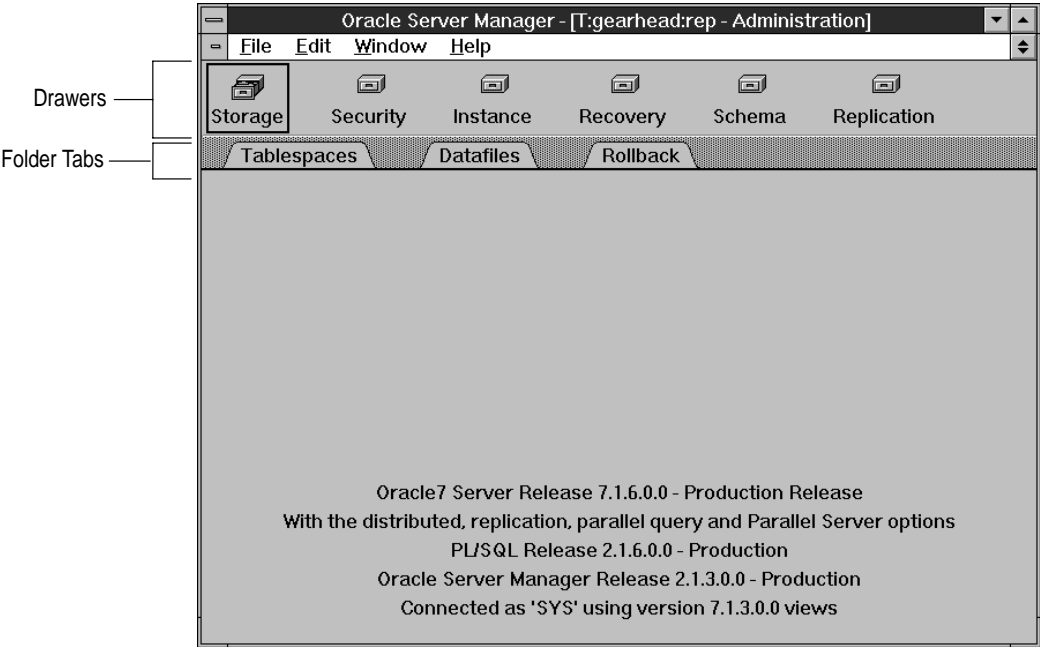 Oracle Server Manager - [T:gearhead:rep - Administration]
File Edit Window Help
Drawers
Storage Security Instance Recovery Schema Replication
Folder Tabs
Tablespaces Datafiles Rollback
Oracle7 Server Release 7.1.6.0.0 - Production Release
With the distributed, replication, parallel query and Parallel Server options
PL/SQL Release 2.1.6.0.0 - Production
Oracle Server Manager Release 2.1.3.0.0 - Production
Connected as 'SYS' using version 7.1.3.0.0 views